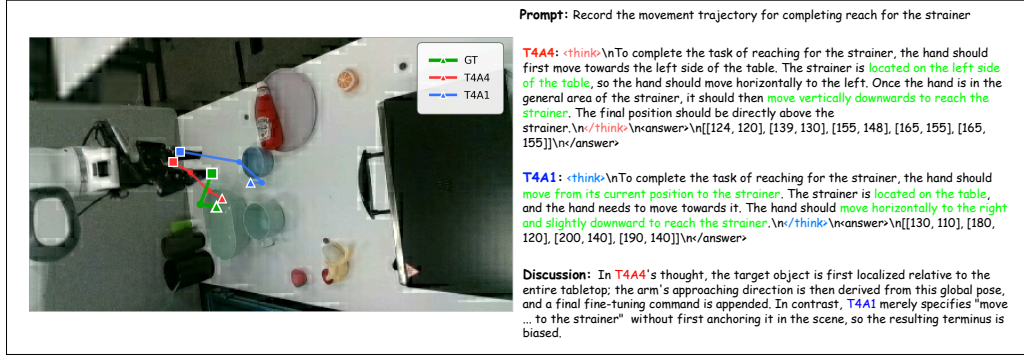 Prompt: Record the movement trajectory for completing reach for the strainer
GT
T4A4
T4A1
T4A4: <think>\nTo complete the task of reaching for the strainer, the hand should
first move towards the left side of the table. The strainer is located on the left side
of the table, so the hand should move horizontally to the left. Once the hand is in the
general area of the strainer, it should then move vertically downwards to reach the
strainer. The final position should be directly above the
strainer.\n</think>\n<answer>\n[[124, 120], [139, 130], [155, 148], [165, 155], [165,
155]]\n</answer>
T4A1: <think>\nTo complete the task of reaching for the strainer, the hand should
move from its current position to the strainer. The strainer is located on the table,
and the hand needs to move towards it. The hand should move horizontally to the right
and slightly downward to reach the strainer.\n</think>\n<answer>\n[[130, 110], [180,
120], [200, 140], [190, 140]]\n</answer>
Discussion: In T4A4's thought, the target object is first localized relative to the
entire tabletop; the arm's approaching direction is then derived from this global pose,
and a final fine-tuning command is appended. In contrast, T4A1 merely specifies "move
... to the strainer" without first anchoring it in the scene, so the resulting terminus is
biased.